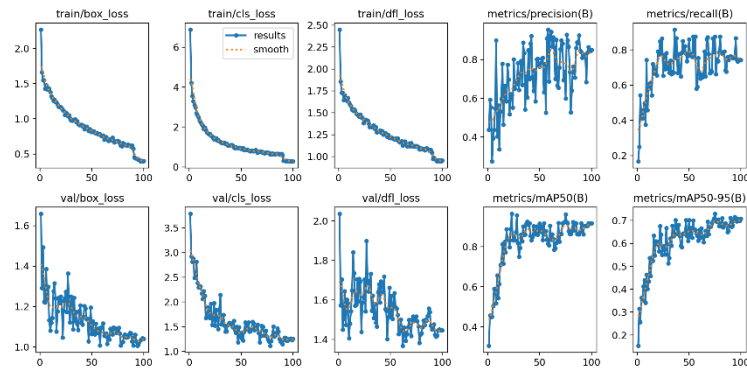 train/box_loss
train/cls_loss
train/dfl_loss
metrics/precision(B)
metrics/recall(B)
results
smooth
2.0
1.5
1.0
0.5
6
4
2
0
2.50
2.25
2.00
1.75
1.50
1.25
1.00
0.8
0.6
0.4
0.8
0.6
0.4
0.2
0 50 100
0 50 100
0 50 100
0 50 100
0 50 100
val/box_loss
val/cls_loss
val/dfl_loss
metrics/mAP50(B)
metrics/mAP50-95(B)
1.6
1.4
1.2
1.0
3.5
3.0
2.5
2.0
1.5
1.0
2.0
1.8
1.6
1.4
0.8
0.6
0.4
0.7
0.6
0.5
0.4
0.3
0.2
0 50 100
0 50 100
0 50 100
0 50 100
0 50 100